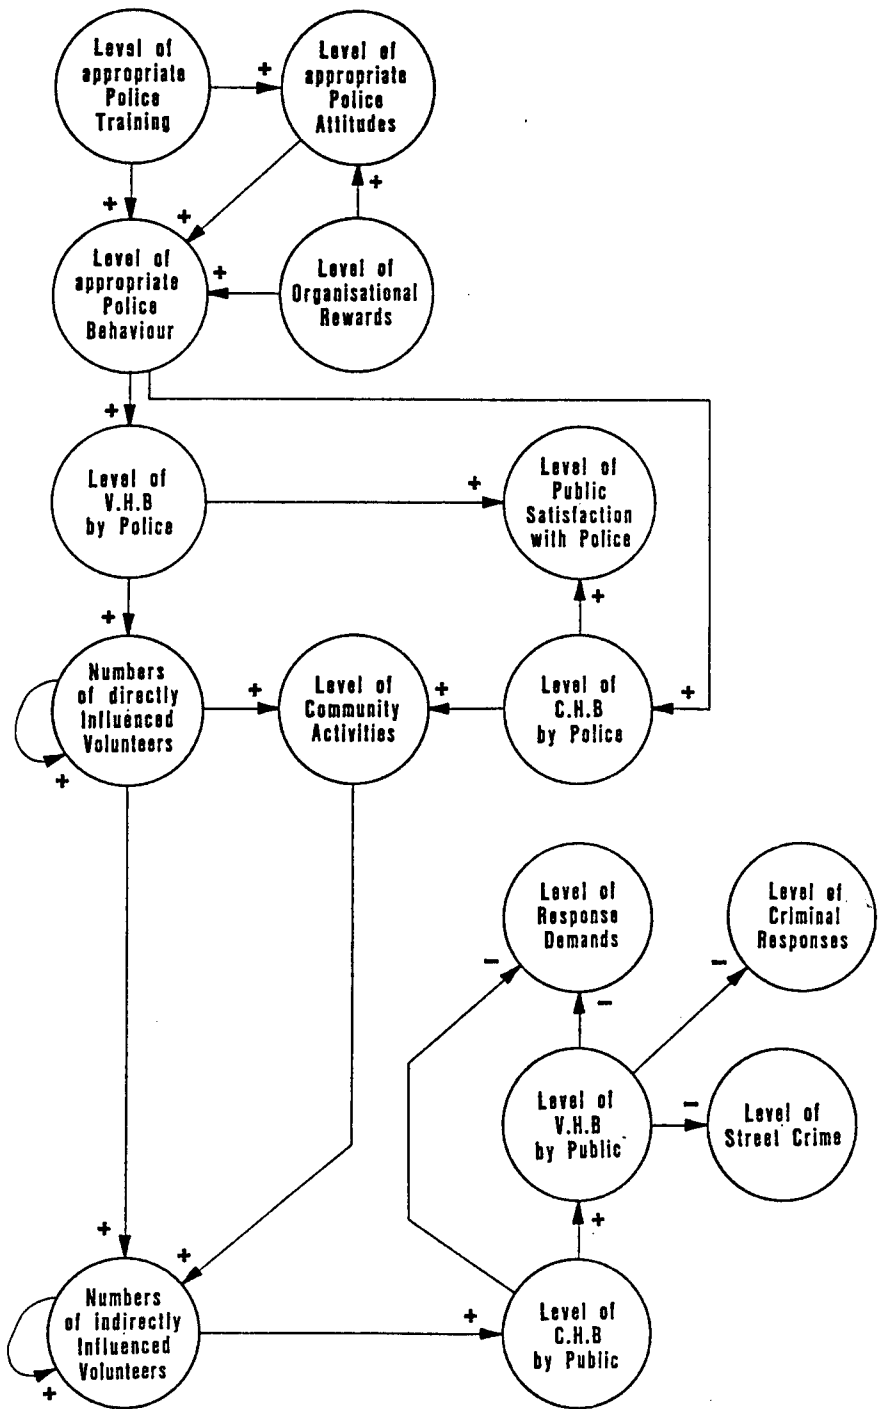 Level of
appropriate
Police
Training
+
Level of
appropriate
Police
Attitudes
+
+
+
Level of
appropriate
Police
Behaviour
+
Level of
Organisational
Rewards
+
Level of
V.H.B
by Police
+
Level of
Public
Satisfaction
with Police
+
+
Numbers
of directly
Influenced
Volunteers
+
+
Level of
Community
Activities
+
Level of
C.H.B
by Police
+
Level of
Response
Demands
Level of
Criminal
Responses
–
–
–
Level of
V.H.B
by Public
–
Level of
Street Crime
+
+
+
Numbers
of indirectly
Influenced
Volunteers
+
+
Level of
C.H.B
by Public